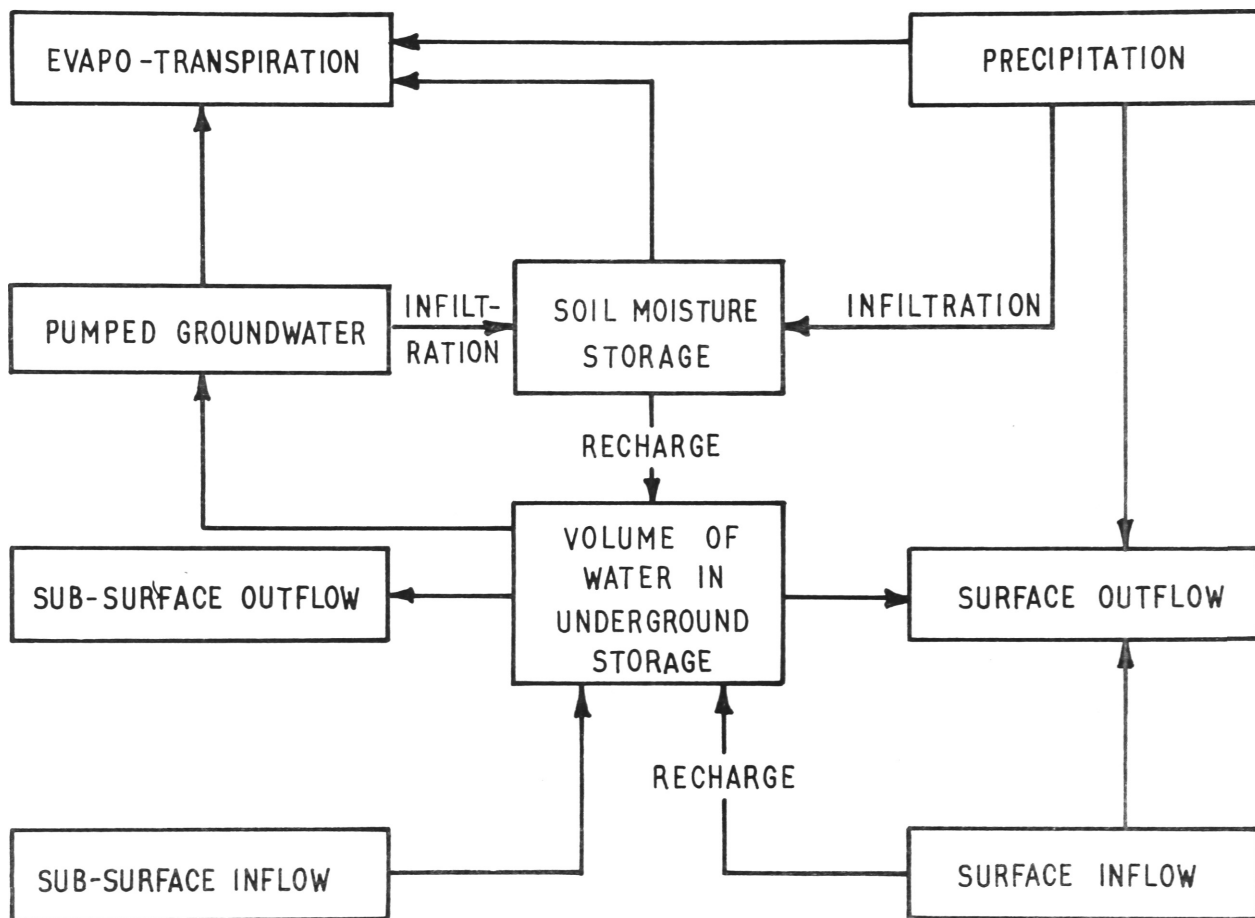 EVAPO-TRANSPIRATION
PRECIPITATION
PUMPED GROUNDWATER
INFILT-
RATION
SOIL MOISTURE
STORAGE
INFILTRATION
RECHARGE
VOLUME OF
WATER IN
UNDERGROUND
STORAGE
SUB-SURFACE OUTFLOW
SURFACE OUTFLOW
RECHARGE
SUB-SURFACE INFLOW
SURFACE INFLOW